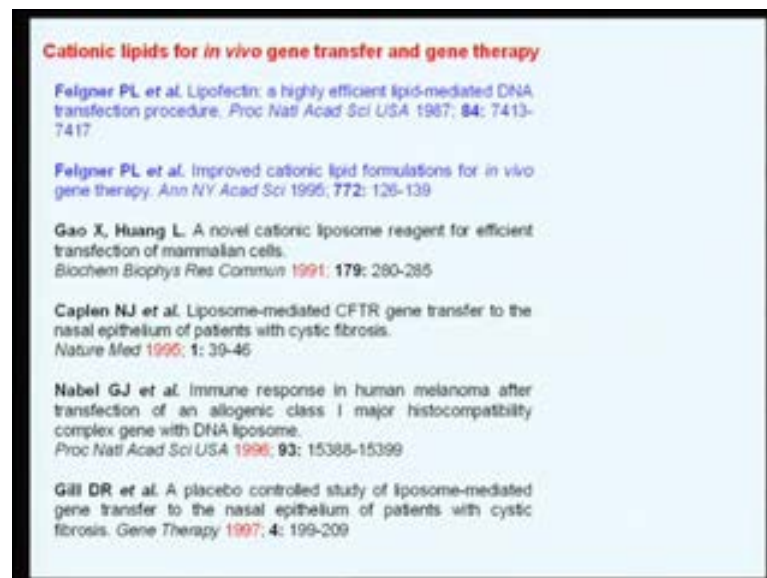 Cationic lipids for in vivo gene transfer and gene therapy
Felgner PL et al. Lipofectin: a highly efficient lipid-mediated DNA
transfection procedure. Proc Natl Acad Sci USA 1987; 84: 7413-
7417
Felgner PL et al. Improved cationic lipid formulations for in vivo
gene therapy. Ann NY Acad Sci 1995; 772: 126-139
Gao X, Huang L. A novel cationic liposome reagent for efficient
transfection of mammalian cells.
Biochem Biophys Res Commun 1991; 179: 280-285
Caplen NJ et al. Liposome-mediated CFTR gene transfer to the
nasal epithelium of patients with cystic fibrosis.
Nature Med 1995; 1: 39-46
Nabel GJ et al. Immune response in human melanoma after
transfection of an allogenic class I major histocompatibility
complex gene with DNA liposome.
Proc Natl Acad Sci USA 1996; 93: 15388-15399
Gill DR et al. A placebo controlled study of liposome-mediated
gene transfer to the nasal epithelium of patients with cystic
fibrosis. Gene Therapy 1997; 4: 199-209